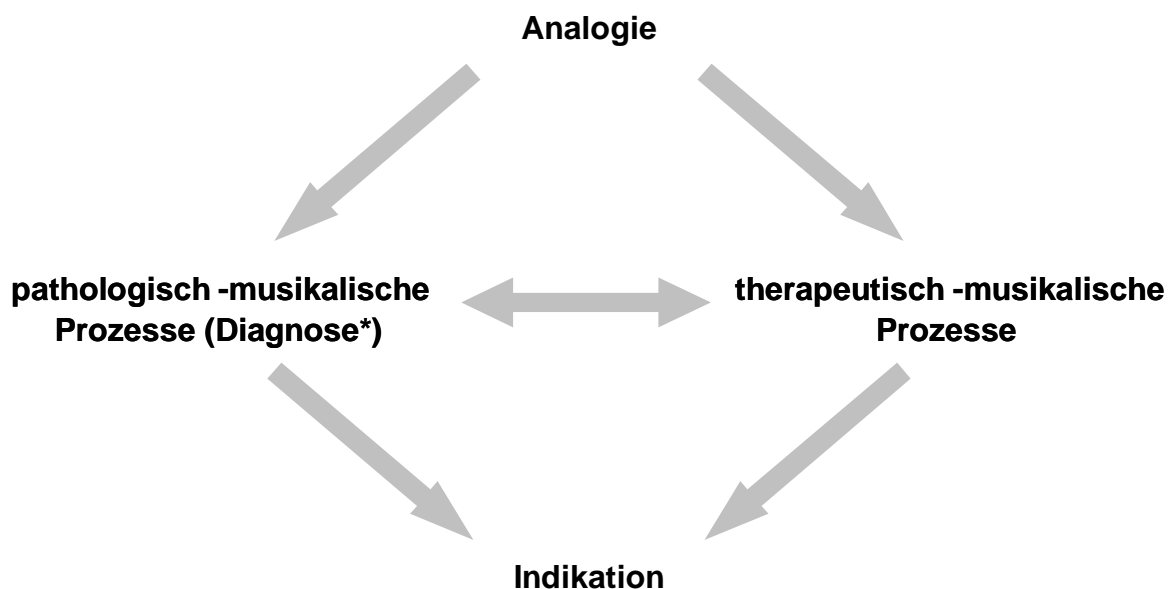 Analogie
pathologisch -musikalische
Prozesse (Diagnose*)
therapeutisch -musikalische
Prozesse
Indikation